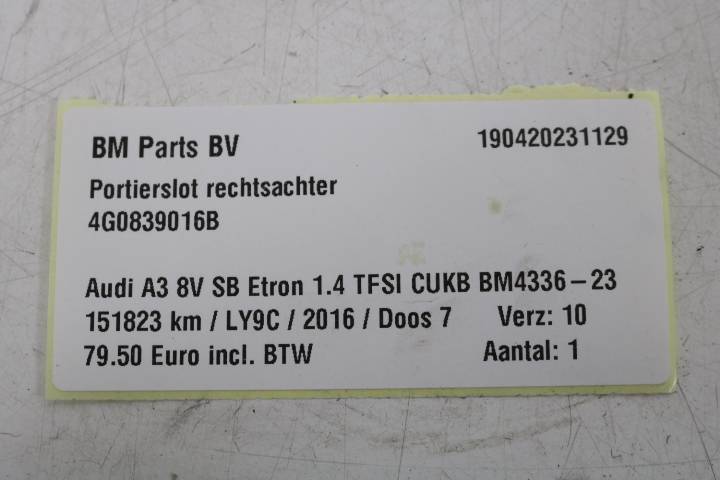 BM Parts BV 190420231129
Portierslot rechtsachter
4G0839016B
Audi A3 8V SB Etron 1.4 TFSI CUKB BM4336-23
151823 km / LY9C / 2016 / Doos 7 Verz: 10
79.50 Euro incl. BTW Aantal: 1